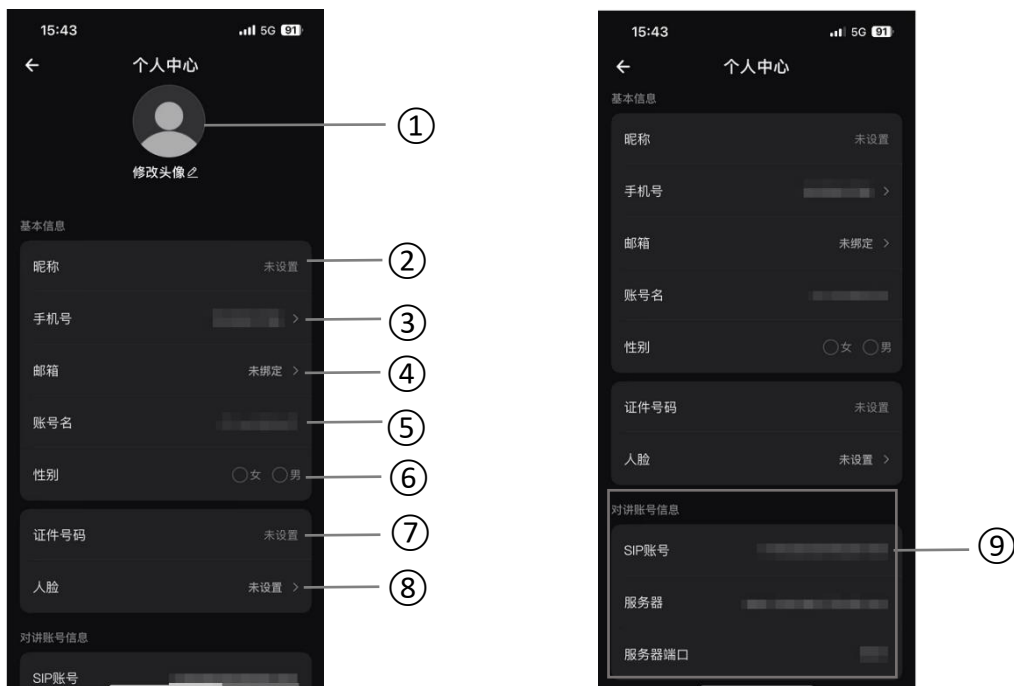 15:43 5G 91
个人中心
①
修改头像
基本信息
昵称 未设置 ②
手机号 ③
邮箱 未绑定 ④
账号名 ⑤
性别 女 男 ⑥
证件号码 未设置 ⑦
人脸 未设置 ⑧
对讲账号信息
SIP账号
15:43 5G 91
个人中心
基本信息
昵称 未设置
手机号
邮箱 未绑定
账号名
性别 女 男
证件号码 未设置
人脸 未设置
对讲账号信息
SIP账号 ⑨
服务器
服务器端口